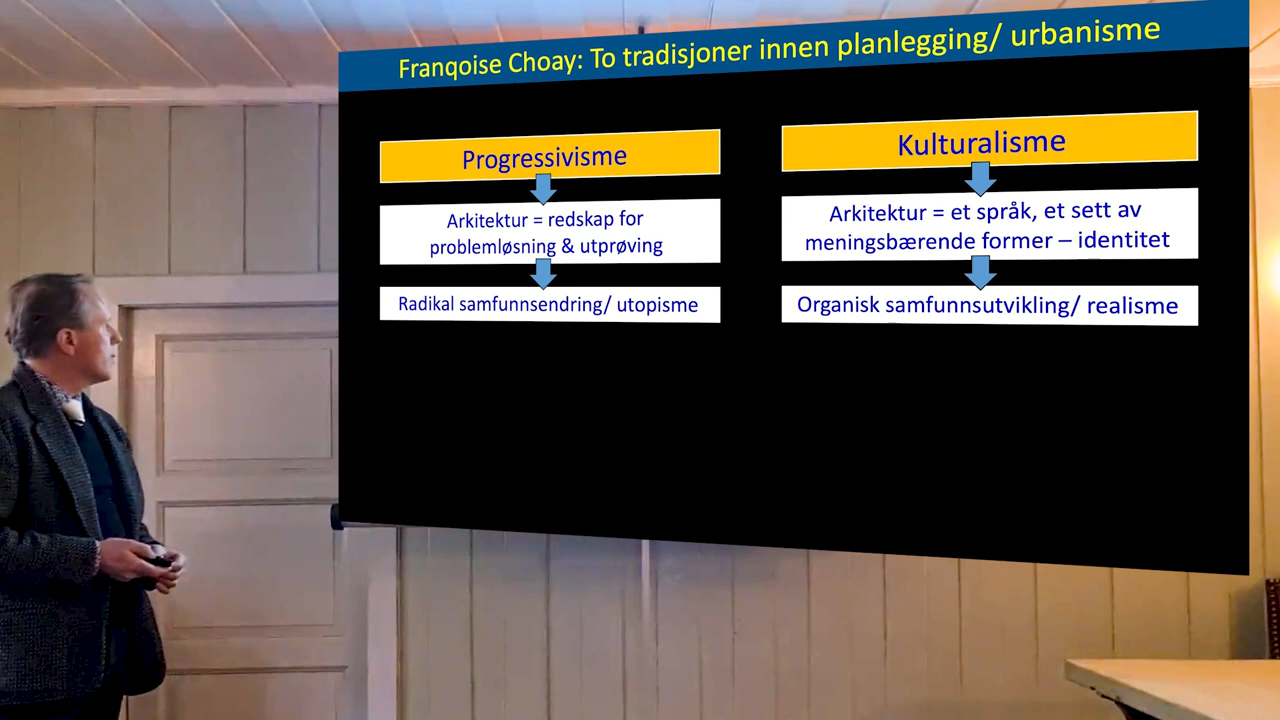 Franqoise Choay: To tradisjoner innen planlegging/ urbanisme
Progressivisme
Arkitektur = redskap for
problemløsning & utprøving
Radikal samfunnsendring/ utopisme
Kulturalisme
Arkitektur = et språk, et sett av
meningsbærende former – identitet
Organisk samfunnsutvikling/ realisme